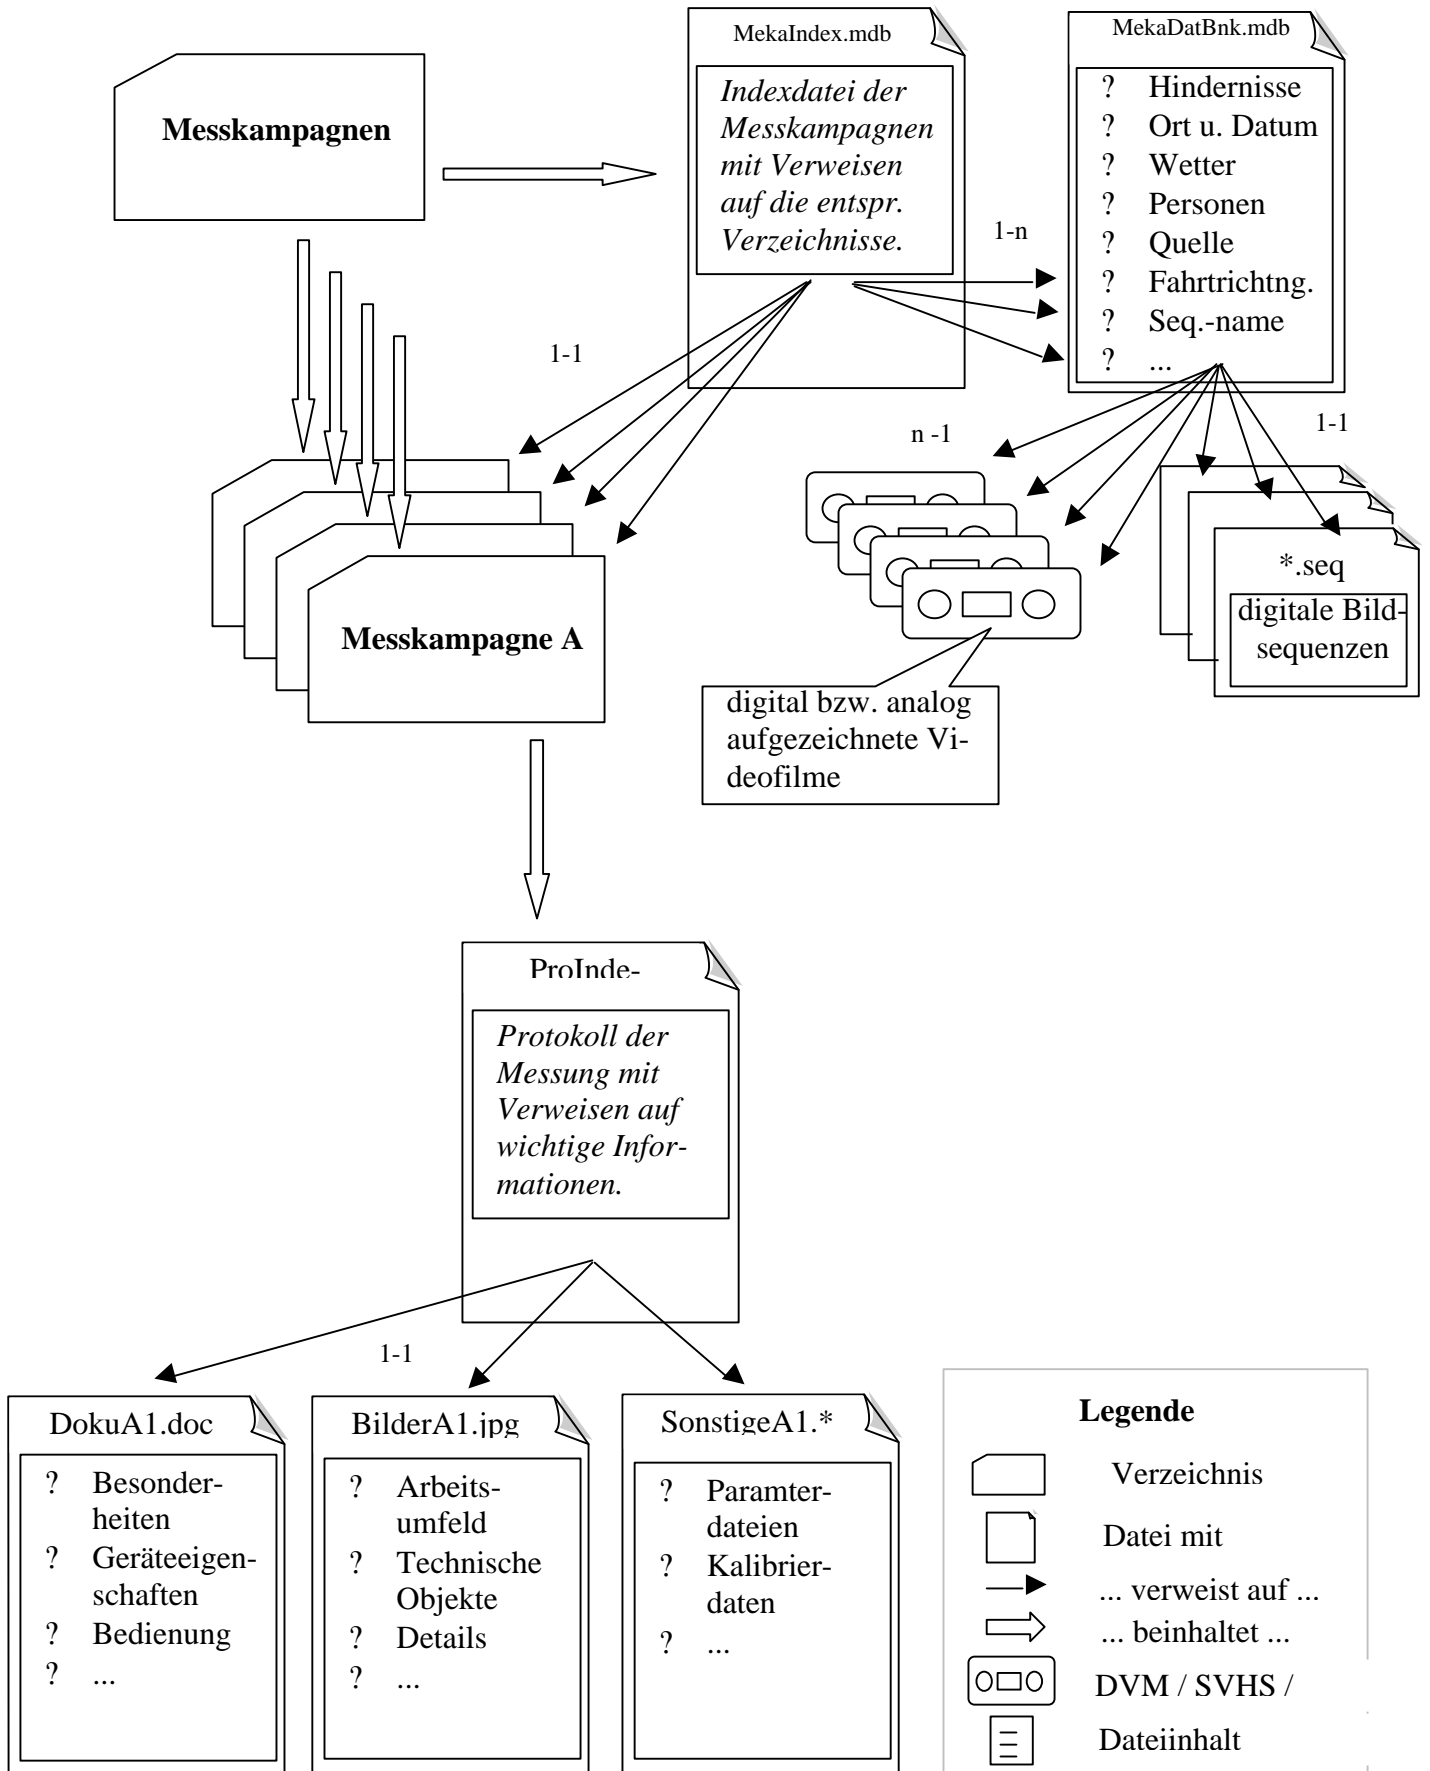 MekaIndex.mdb
Indexdatei der
Messkampagnen
mit Verweisen
auf die entspr.
Verzeichnisse.
MekaDatBnk.mdb
? Hindernisse
? Ort u. Datum
? Wetter
? Personen
? Quelle
? Fahrtrichtng.
? Seq.-name
? ...
Messkampagnen
1-n
1-1
n -1
1-1
Messkampagne A
*.seq
digitale Bild-
sequenzen
digital bzw. analog
aufgezeichnete Vi-
deofilme
ProInde-
Protokoll der
Messung mit
Verweisen auf
wichtige Infor-
mationen.
1-1
DokuA1.doc
? Besonder-
heiten
? Geräteeigen-
schaften
? Bedienung
? ...
BilderA1.jpg
? Arbeits-
umfeld
? Technische
Objekte
? Details
? ...
SonstigeA1.*
? Paramter-
dateien
? Kalibrier-
daten
? ...
Legende
Verzeichnis
Datei mit
... verweist auf ...
... beinhaltet ...
DVM / SVHS /
Dateiinhalt